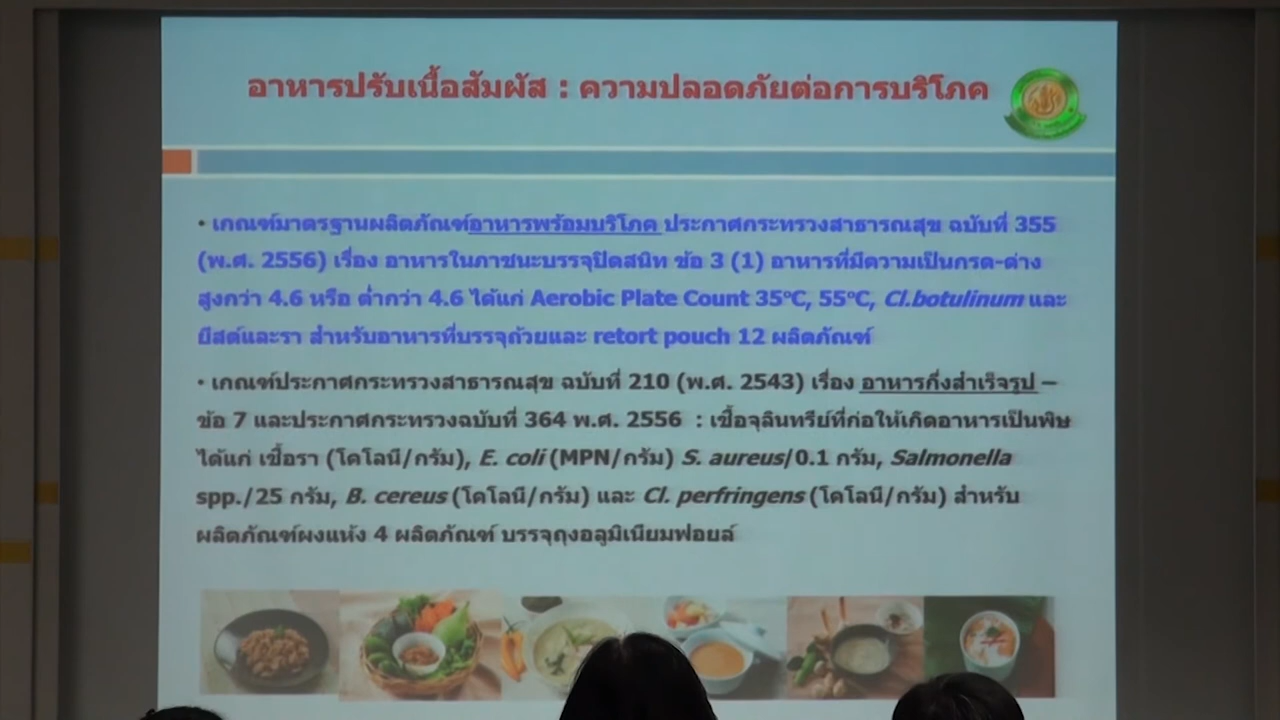 อาหารปรับเนื้อสัมผัส : ความปลอดภัยต่อการบริโภค
• เกณฑ์มาตรฐานผลิตภัณฑ์อาหารพร้อมบริโภค ประกาศกระทรวงสาธารณสุข ฉบับที่ 355
(พ.ศ. 2556) เรื่อง อาหารในภาชนะบรรจุปิดสนิท ข้อ 3 (1) อาหารที่มีความเป็นกรด-ด่าง
สูงกว่า 4.6 หรือ ต่ำกว่า 4.6 ได้แก่ Aerobic Plate Count 35°C, 55°C, Cl.botulinum และ
ยีสต์และรา สำหรับอาหารที่บรรจุถ้วยและ retort pouch 12 ผลิตภัณฑ์
• เกณฑ์ประกาศกระทรวงสาธารณสุข ฉบับที่ 210 (พ.ศ. 2543) เรื่อง อาหารกึ่งสำเร็จรูป –
ข้อ 7 และประกาศกระทรวงฉบับที่ 364 พ.ศ. 2556 : เชื้อจุลินทรีย์ที่ก่อให้เกิดอาหารเป็นพิษ
ได้แก่ เชื้อรา (โคโลนี/กรัม), E. coli (MPN/กรัม) S. aureus/0.1 กรัม, Salmonella
spp./25 กรัม, B. cereus (โคโลนี/กรัม) และ Cl. perfringens (โคโลนี/กรัม) สำหรับ
ผลิตภัณฑ์ผงแห้ง 4 ผลิตภัณฑ์ บรรจุถุงอลูมิเนียมฟอยล์